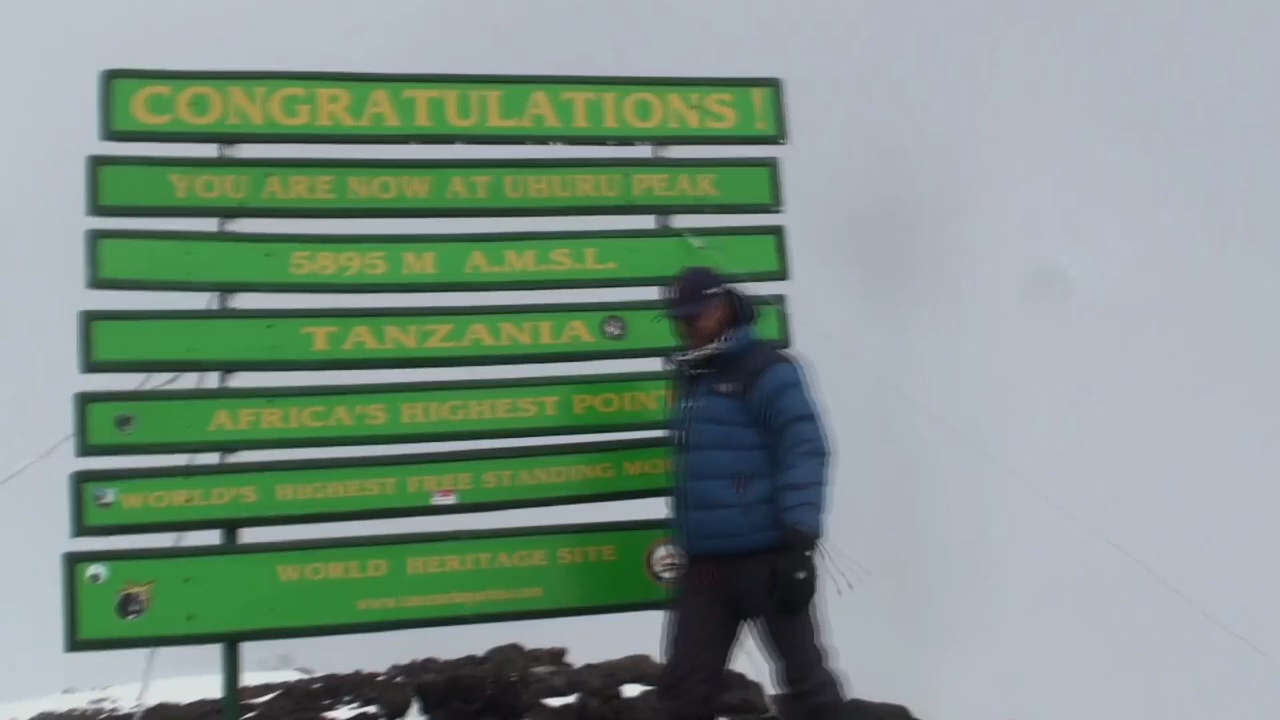 CONGRATULATIONS !
YOU ARE NOW AT UHURU PEAK
5895 M A.M.S.L.
TANZANIA
AFRICA'S HIGHEST POINT
WORLD'S HIGHEST FREE STANDING
WORLD HERITAGE SITE